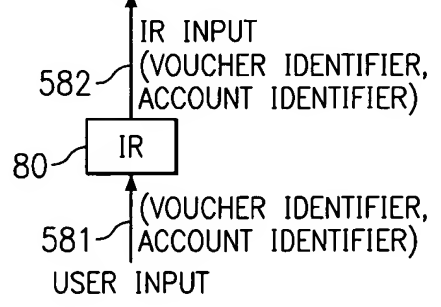 IR INPUT
582 (VOUCHER IDENTIFIER,
ACCOUNT IDENTIFIER)
80 IR
(VOUCHER IDENTIFIER,
581 ACCOUNT IDENTIFIER)
USER INPUT